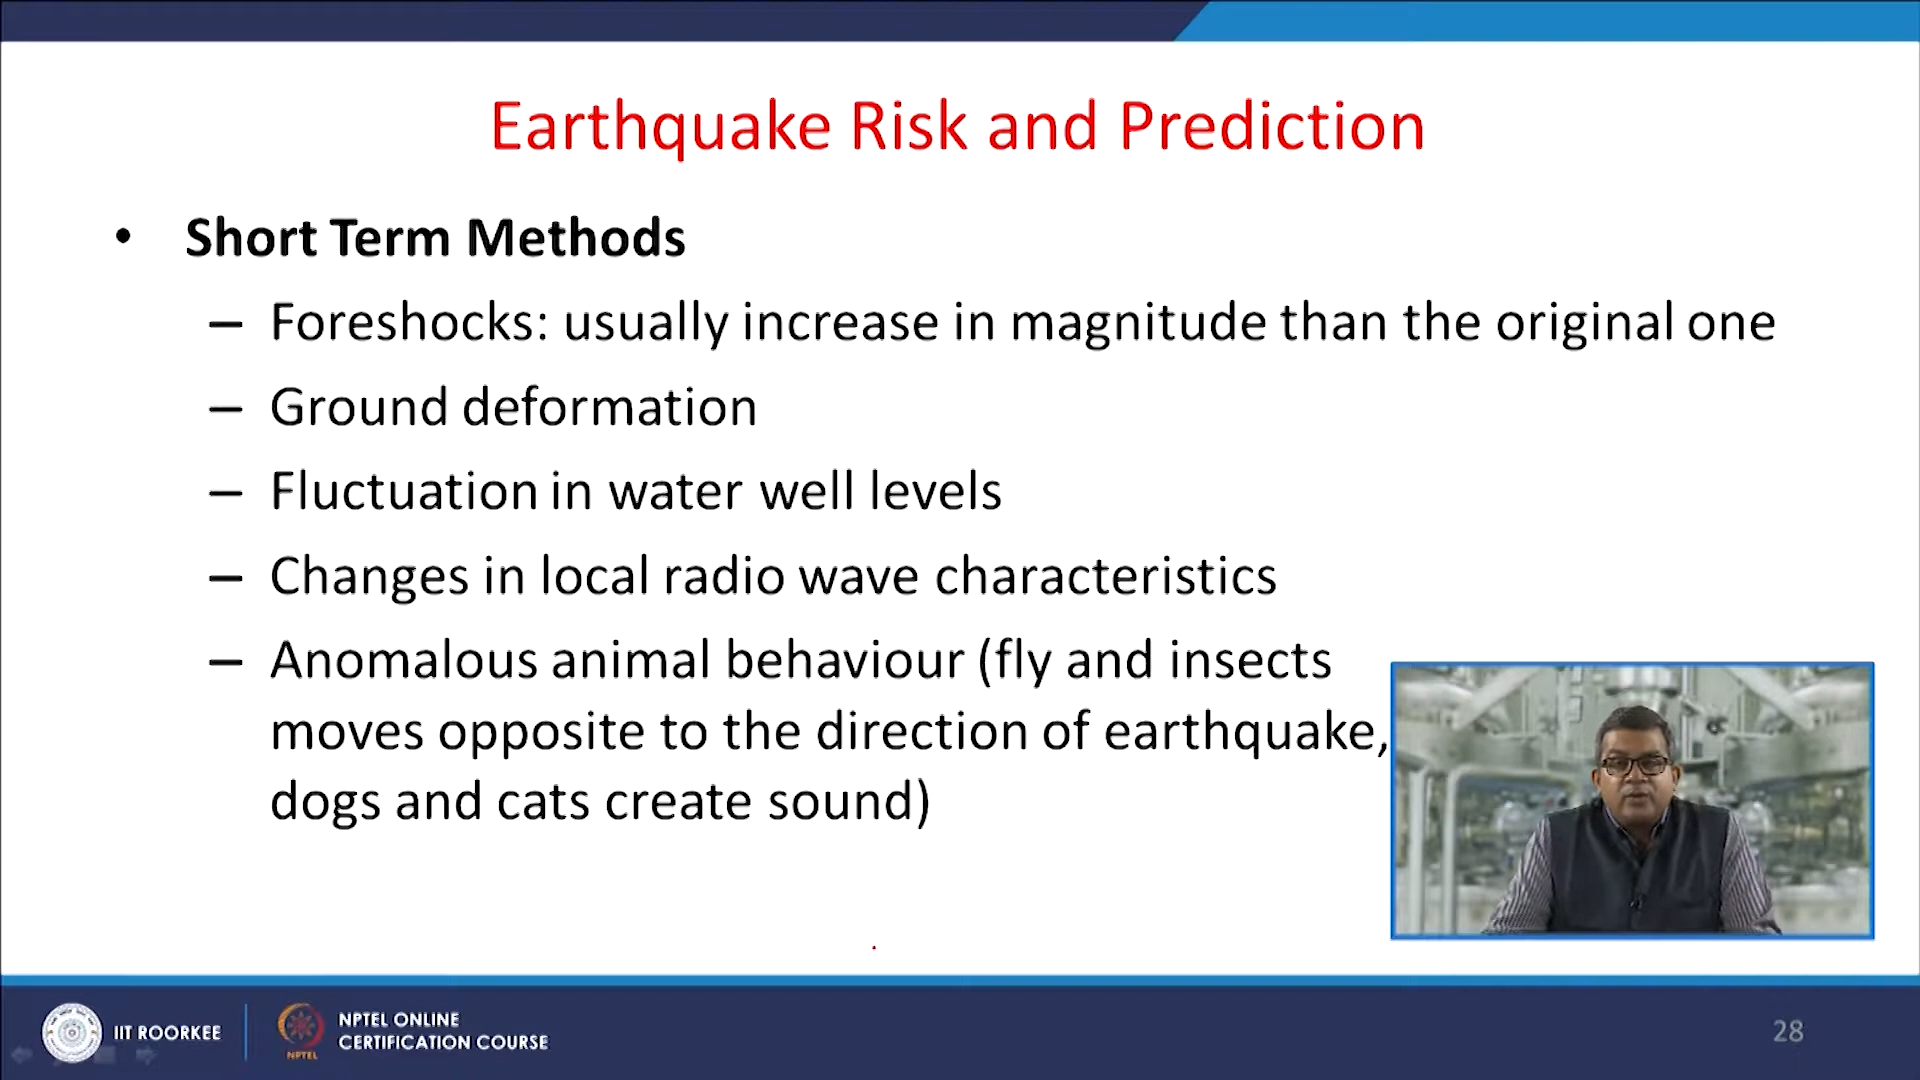 Earthquake Risk and Prediction
• Short Term Methods
– Foreshocks: usually increase in magnitude than the original one
– Ground deformation
– Fluctuation in water well levels
– Changes in local radio wave characteristics
– Anomalous animal behaviour (fly and insects
moves opposite to the direction of earthquake,
dogs and cats create sound)
IIT ROORKEE
NPTEL
NPTEL ONLINE
CERTIFICATION COURSE
28